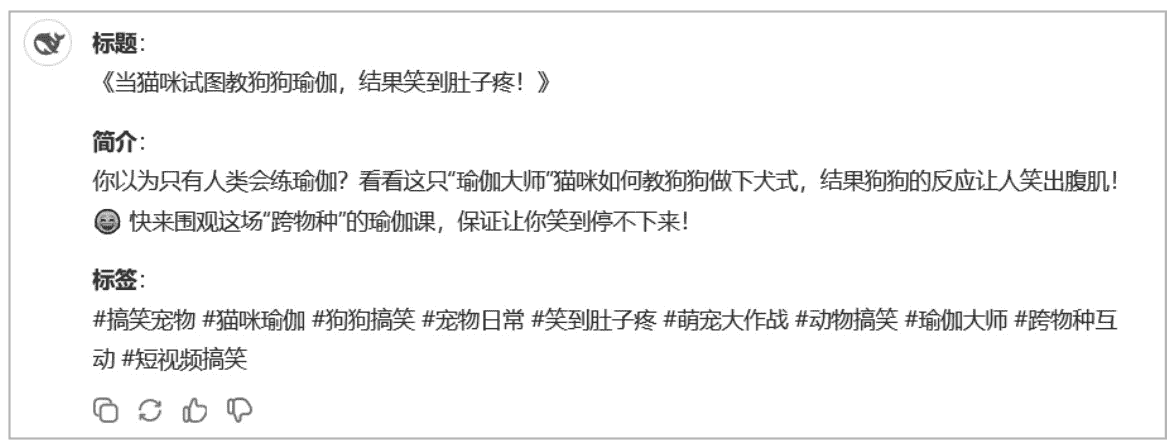 标题：
《当猫咪试图教狗狗瑜伽，结果笑到肚子疼！》
简介：
你以为只有人类会练瑜伽？看看这只“瑜伽大师”猫咪如何教狗狗做下犬式，结果狗狗的反应让人笑出腹肌！
😄 快来围观这场“跨物种”的瑜伽课，保证让你笑到停不下来！
标签：
#搞笑宠物 #猫咪瑜伽 #狗狗搞笑 #宠物日常 #笑到肚子疼 #萌宠大作战 #动物搞笑 #瑜伽大师 #跨物种互
动 #短视频搞笑